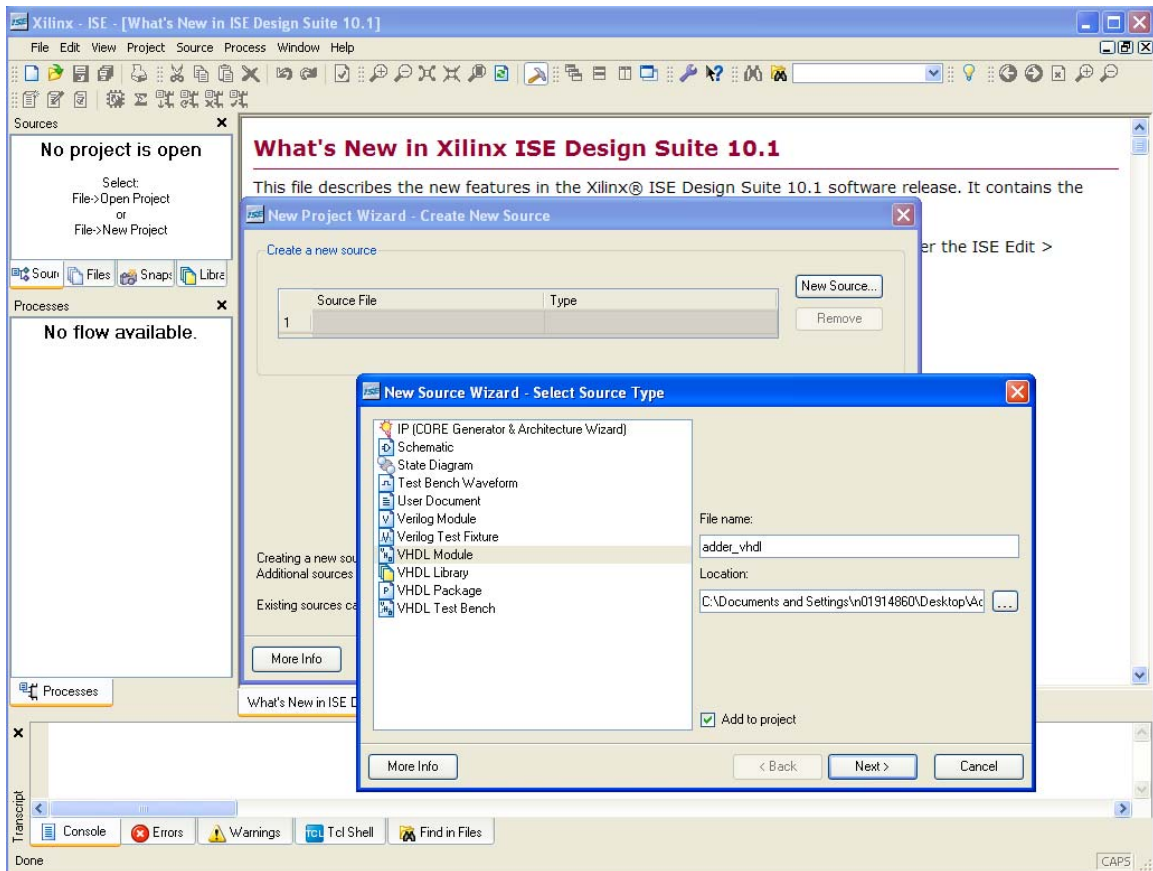 Xilinx - ISE - [What's New in ISE Design Suite 10.1]
File Edit View Project Source Process Window Help
Sources
No project is open
Select:
File->Open Project
or
File->New Project
Files
Processes
No flow available.
Processes
What's New in Xilinx ISE Design Suite 10.1
This file describes the new features in the Xilinx® ISE Design Suite 10.1 software release. It contains the
the ISE Edit >
What's New in ISE
New Project Wizard - Create New Source
Create a new source
Source File Type
1
New Source...
Remove
Creating a new
Additional sources
Existing sources
More Info
New Source Wizard - Select Source Type
IP (CORE Generator & Architecture Wizard)
Schematic
State Diagram
Test Bench Waveform
User Document
Verilog Module
Verilog Test Fixture
VHDL Module
VHDL Library
VHDL Package
VHDL Test Bench
File name:
adder_vhdl
Location:
C:\Documents and Settings\n01914860\Desktop\Ac
...
Add to project
More Info
< Back Next > Cancel
Transcript
Console Errors Warnings Tcl Shell Find in Files
Done
CAPS